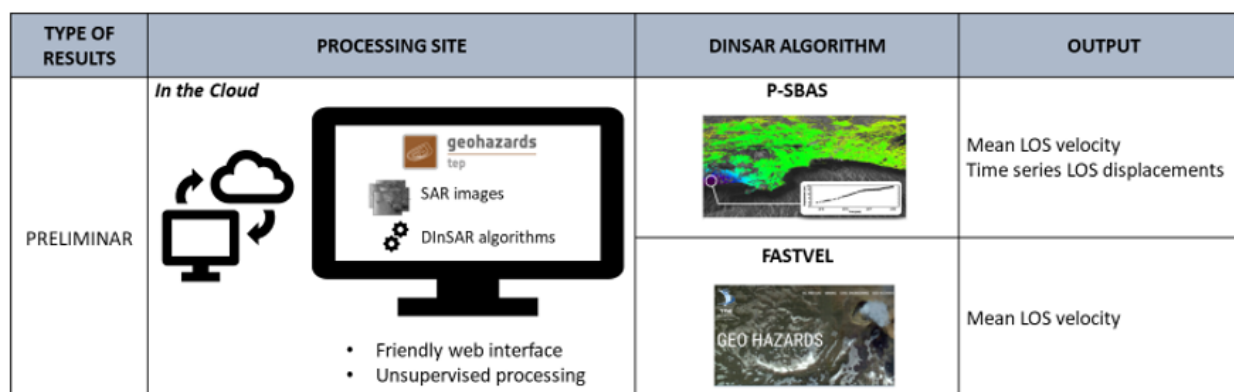 TYPE OF
RESULTS
PROCESSING SITE
DINSAR ALGORITHM
OUTPUT
PRELIMINAR
In the Cloud
geohazards
tep
SAR images
DInSAR algorithms
• Friendly web interface
• Unsupervised processing
P-SBAS
Mean LOS velocity
Time series LOS displacements
FASTVEL
GEO HAZARDS
Mean LOS velocity